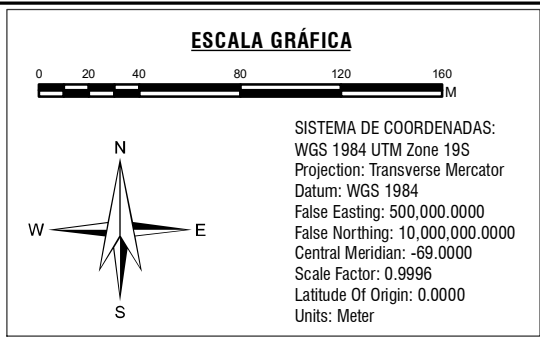 ESCALA GRÁFICA
0 20 40 80 120 160
M
SISTEMA DE COORDENADAS:
WGS 1984 UTM Zone 19S
Projection: Transverse Mercator
Datum: WGS 1984
False Easting: 500,000.0000
False Northing: 10,000,000.0000
Central Meridian: -69.0000
Scale Factor: 0.9996
Latitude Of Origin: 0.0000
Units: Meter
N
W E
S